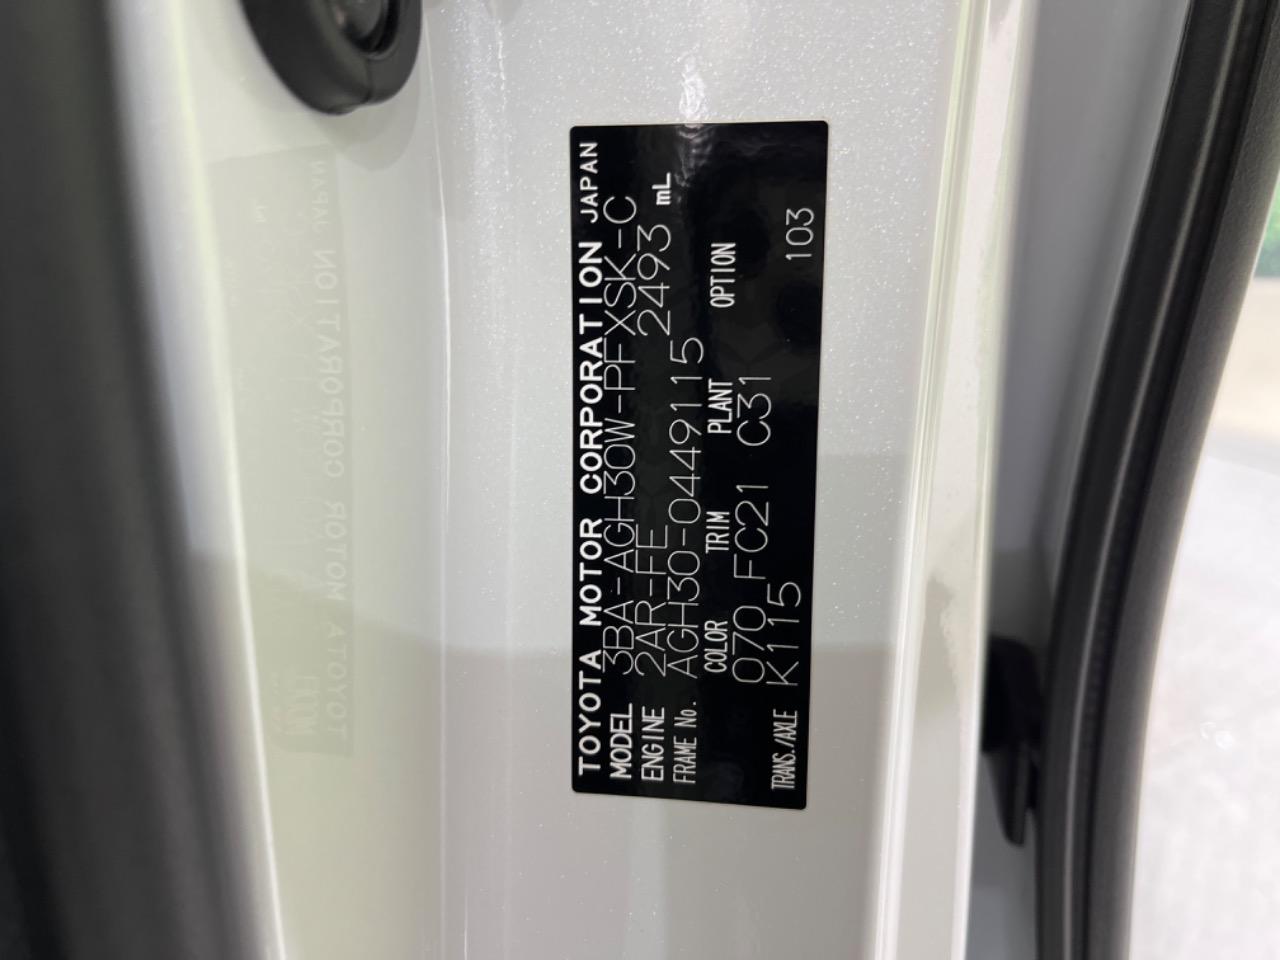 TOYOTA MOTOR CORPORATION JAPAN
MODEL 3BA-AGH30W-PFXSK-C
ENGINE 2AR-FE 2493 mL
FRAME No. AGH30-0449115
COLOR TRIM PLANT OPTION
070 FC21 C31
TRANS./AXLE K115 103